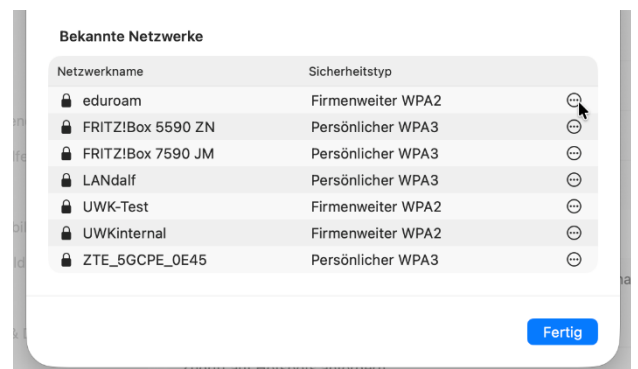 Bekannte Netzwerke
Netzwerkname Sicherheitstyp
eduroam Firmenweiter WPA2
FRITZ!Box 5590 ZN Persönlicher WPA3
FRITZ!Box 7590 JM Persönlicher WPA3
LANdalf Persönlicher WPA3
UWK-Test Firmenweiter WPA2
UWKinternal Firmenweiter WPA2
ZTE_5GCPE_0E45 Persönlicher WPA3
Fertig